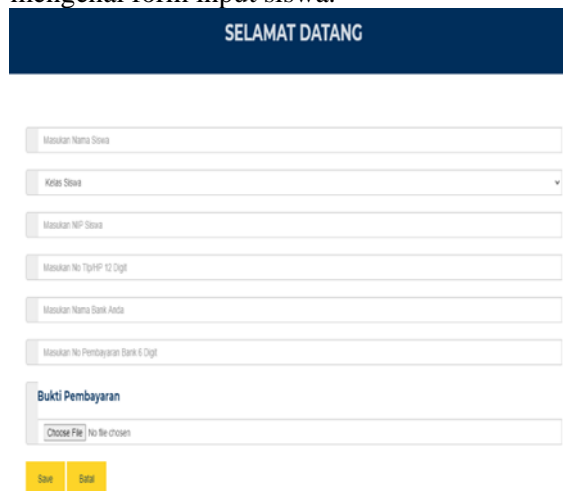 mengenai form input siswa.
SELAMAT DATANG
Masukan Nama Siswa
Kelas Siswa
Masukan NIP Siswa
Masukan No Tlp/HP 12 Digit
Masukan Nama Bank Anda
Masukan No Pembayaran Bank 6 Digit
Bukti Pembayaran
Choose File No file chosen
Save Batal